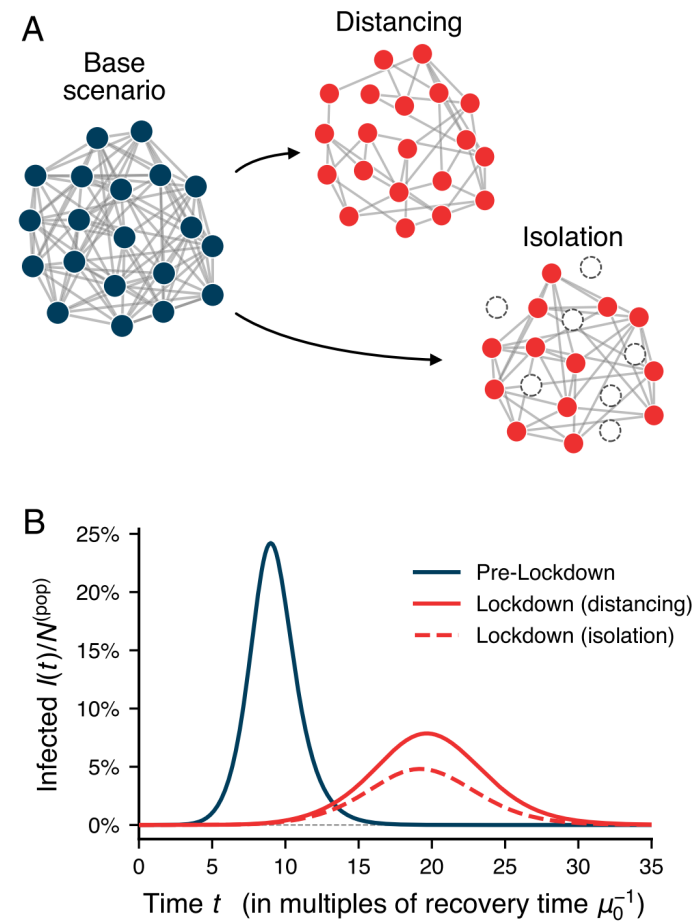 A
Base
scenario
Distancing
Isolation
B
25%
20%
15%
10%
5%
0%
Infected I(t)/N^(pop)
Pre-Lockdown
Lockdown (distancing)
Lockdown (isolation)
0 5 10 15 20 25 30 35
Time t (in multiples of recovery time μ₀⁻¹)